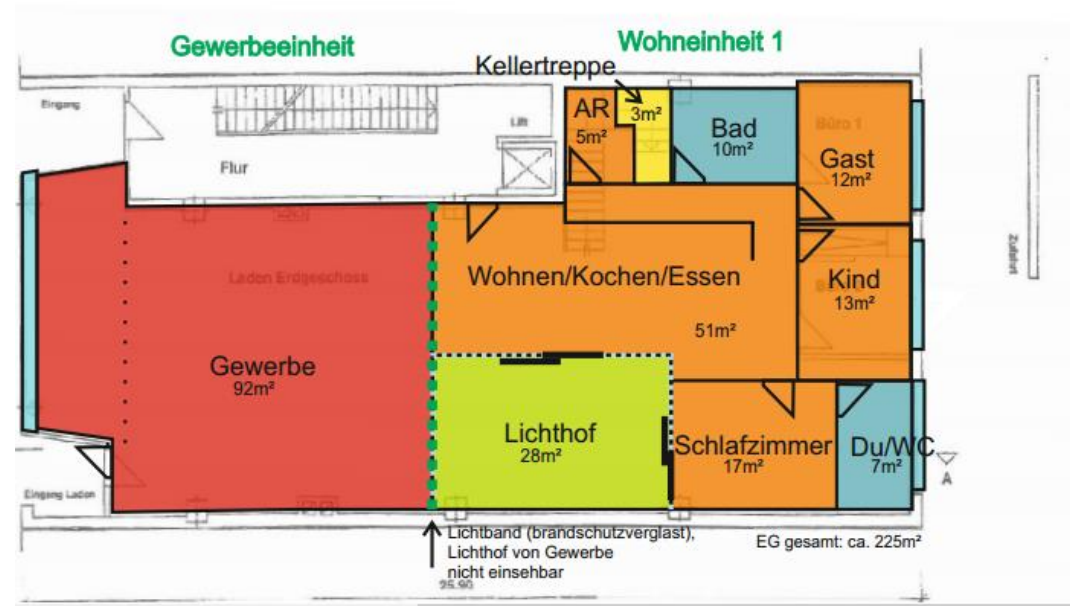 Gewerbeeinheit
Wohneinheit 1
Kellertreppe
Eingang
AR
5m²
3m²
Bad
10m²
Büro 1
Gast
12m²
Lift
Flur
Laden Erdgeschoss
Wohnen/Kochen/Essen
51m²
Kind
13m²
Zufahrt
Gewerbe
92m²
Lichthof
28m²
Schlafzimmer
17m²
Du/WC
7m²
A
Eingang Laden
Lichtband (brandschutzverglast),
Lichthof von Gewerbe
nicht einsehbar
EG gesamt: ca. 225m²
25.90